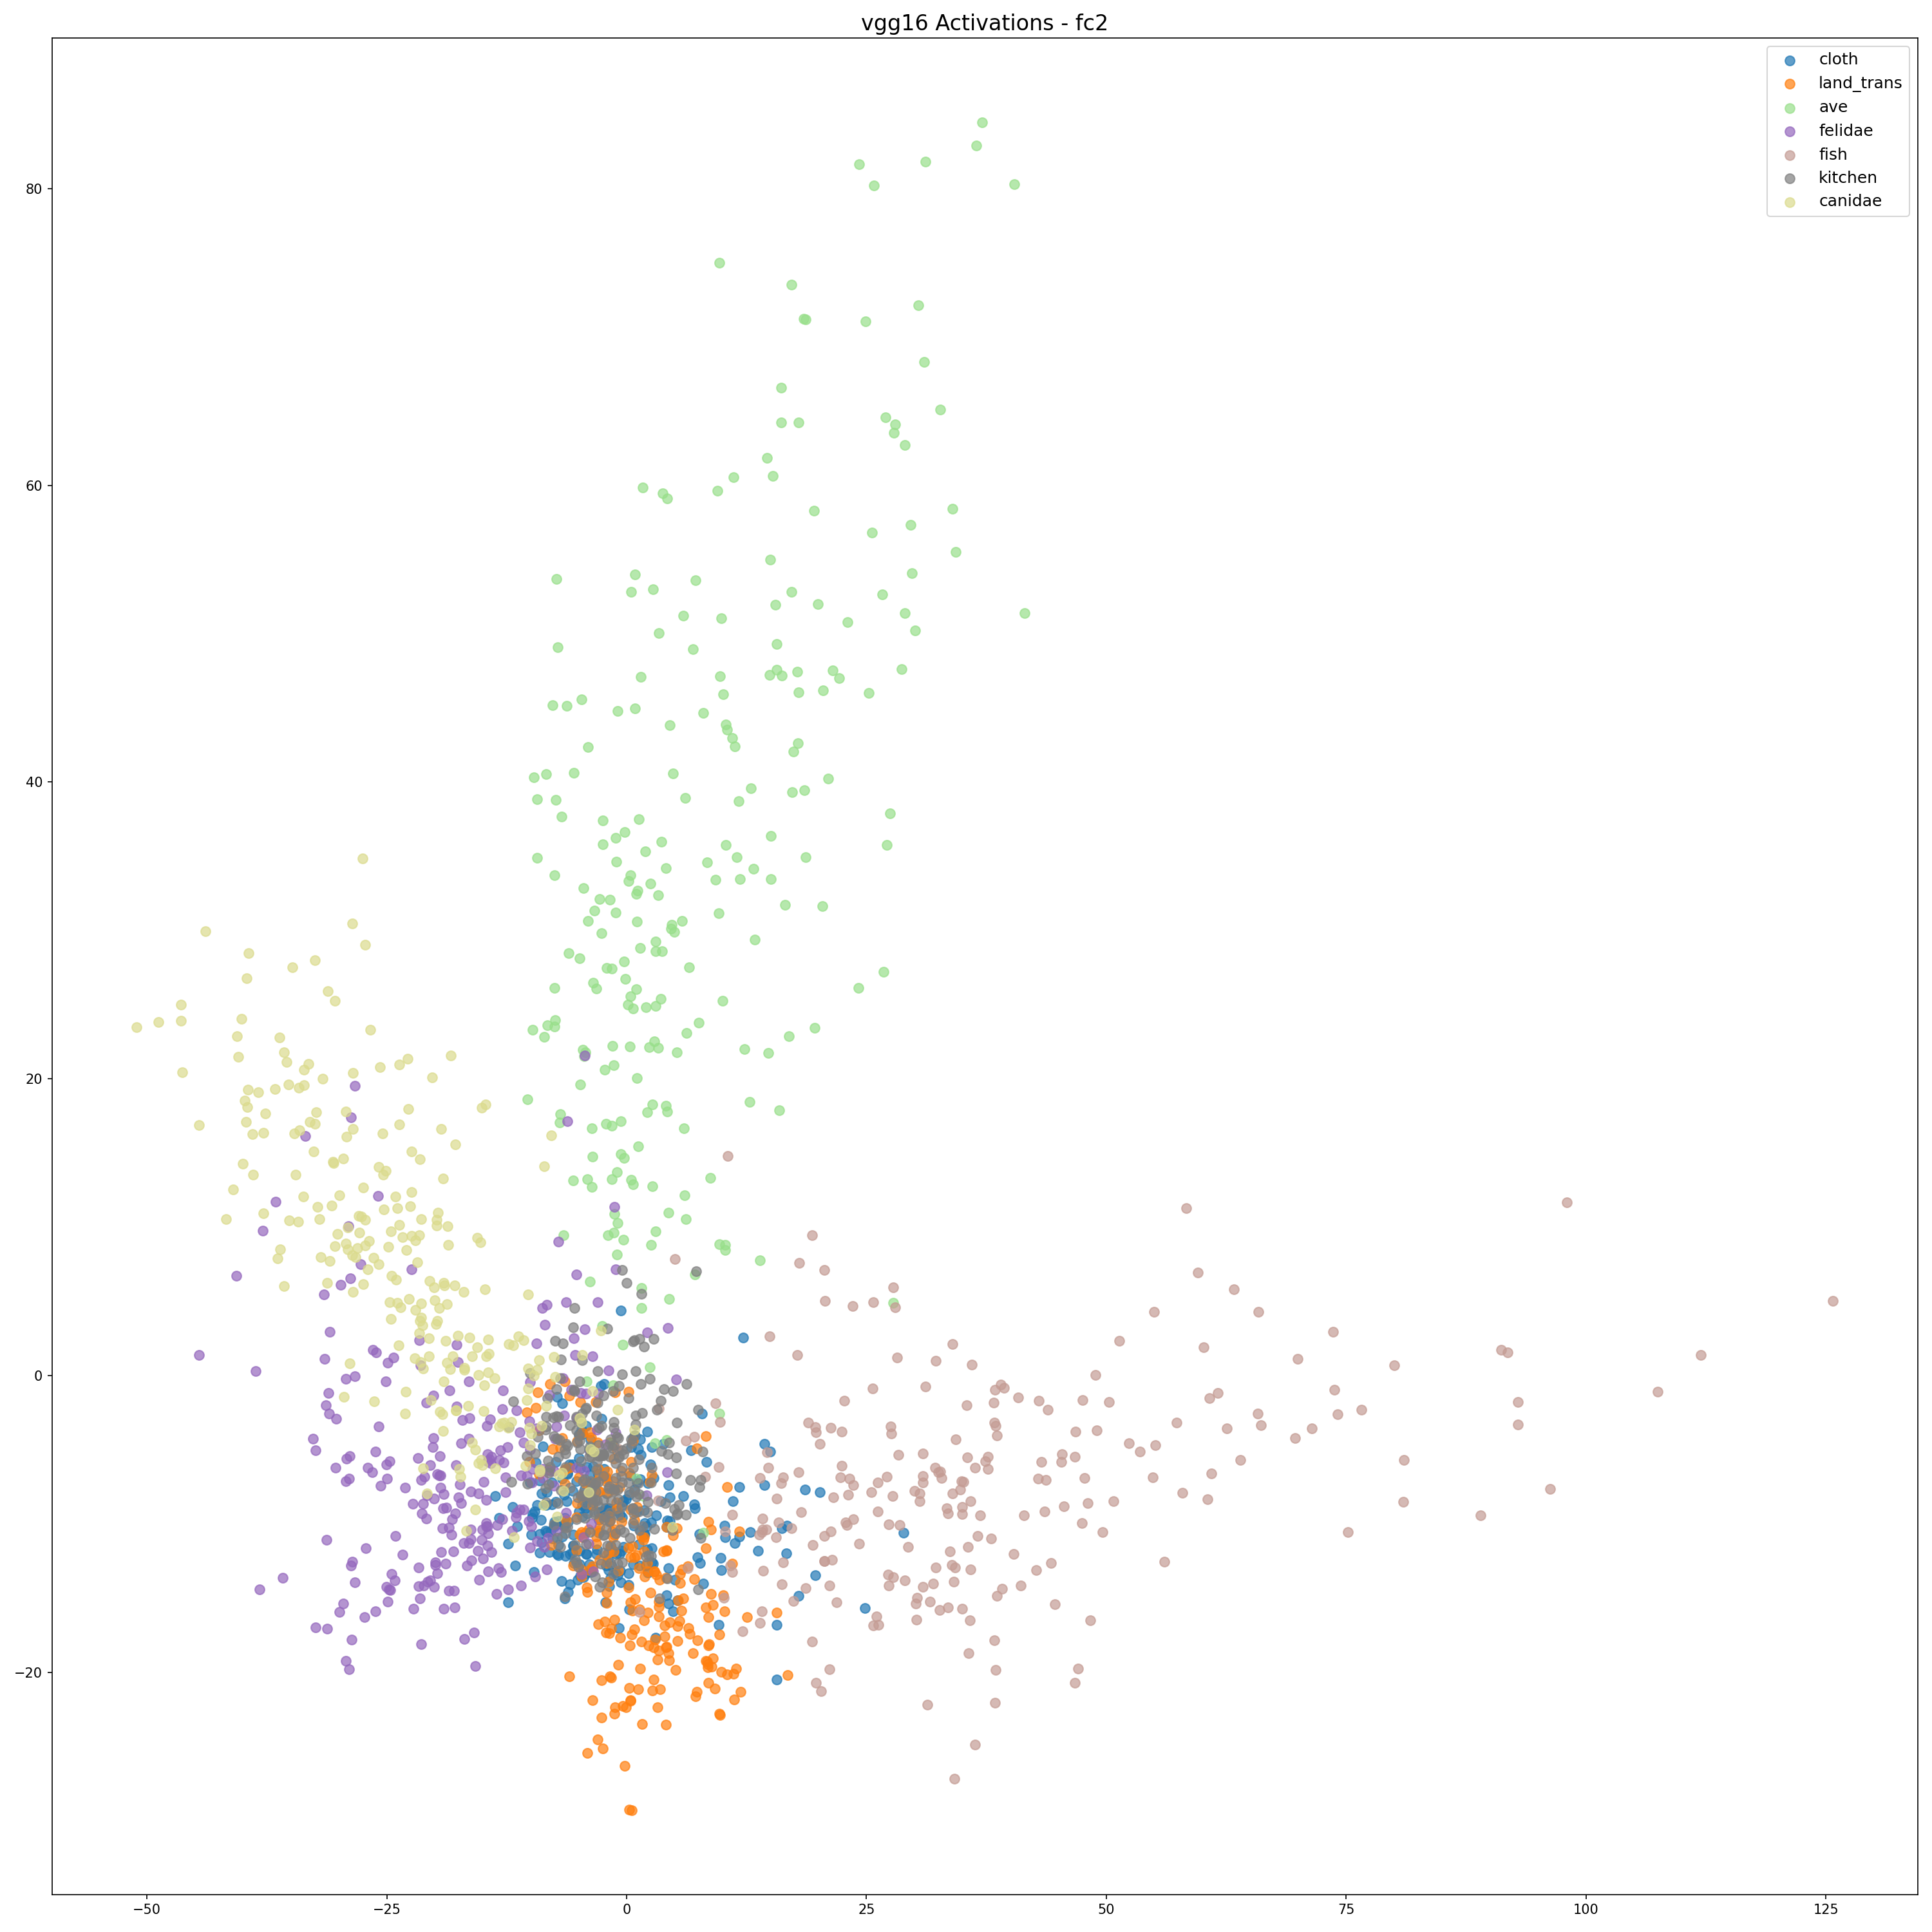 vgg16 Activations - fc2
cloth
land_trans
ave
felidae
fish
kitchen
canidae
80
60
40
20
0
−20
−50
−25
0
25
50
75
100
125